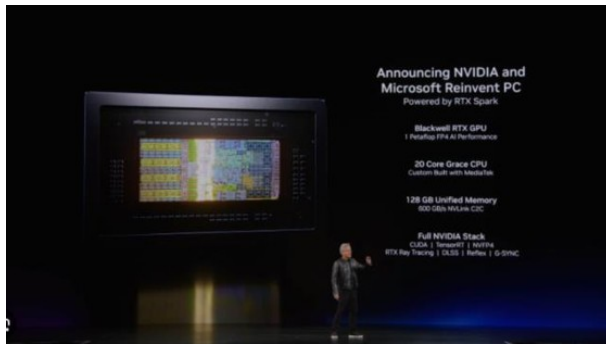 Announcing NVIDIA and
Microsoft Reinvent PC
Powered by RTX Spark
Blackwell RTX GPU
1 Petaflop FP4 AI Performance
20 Core Grace CPU
Custom Built with MediaTek
128 GB Unified Memory
600 GB/s NVLink C2C
Full NVIDIA Stack
CUDA | TensorRT | NVFP4
RTX Ray Tracing | DLSS | Reflex | G-SYNC